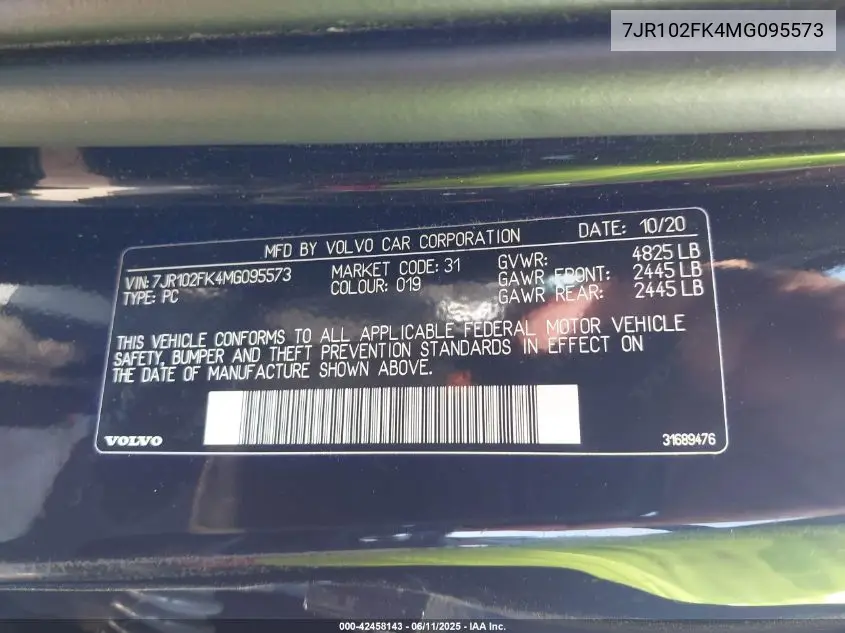 7JR102FK4MG095573
MFD BY VOLVO CAR CORPORATION DATE: 10/20
VIN: 7JR102FK4MG095573 MARKET CODE: 31 GVWR: 4825 LB
TYPE: PC COLOUR: 019 GAWR FRONT: 2445 LB
GAWR REAR: 2445 LB
THIS VEHICLE CONFORMS TO ALL APPLICABLE FEDERAL MOTOR VEHICLE
SAFETY, BUMPER AND THEFT PREVENTION STANDARDS IN EFFECT ON
THE DATE OF MANUFACTURE SHOWN ABOVE.
VOLVO 31689476
000-42458143 - 06/11/2025 - IAA Inc.